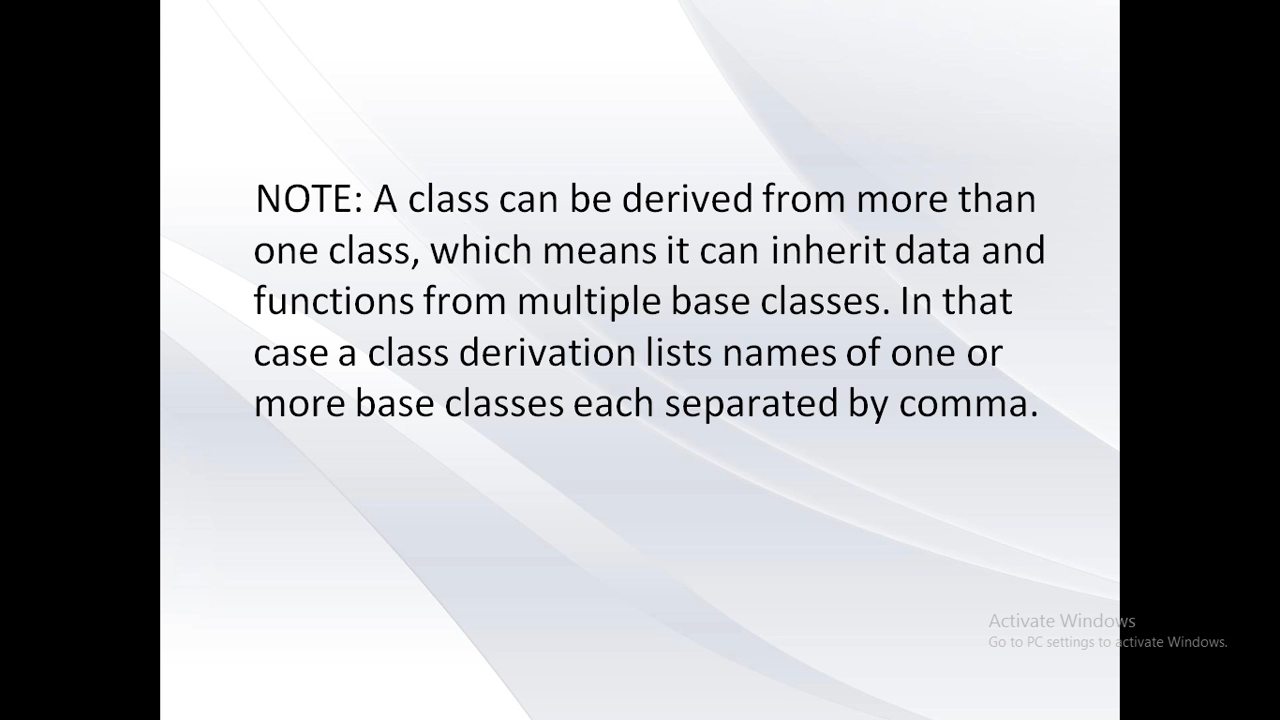 NOTE: A class can be derived from more than
one class, which means it can inherit data and
functions from multiple base classes. In that
case a class derivation lists names of one or
more base classes each separated by comma.
Activate Windows
Go to PC settings to activate Windows.